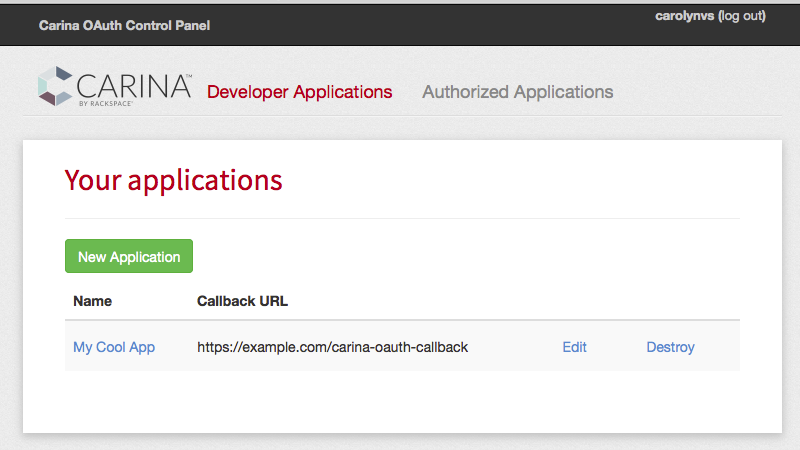 Carina OAuth Control Panel
carolynvs (log out)
CARINA™
BY RACKSPACE®
Developer Applications
Authorized Applications
Your applications
New Application
Name
Callback URL
My Cool App
https://example.com/carina-oauth-callback
Edit
Destroy